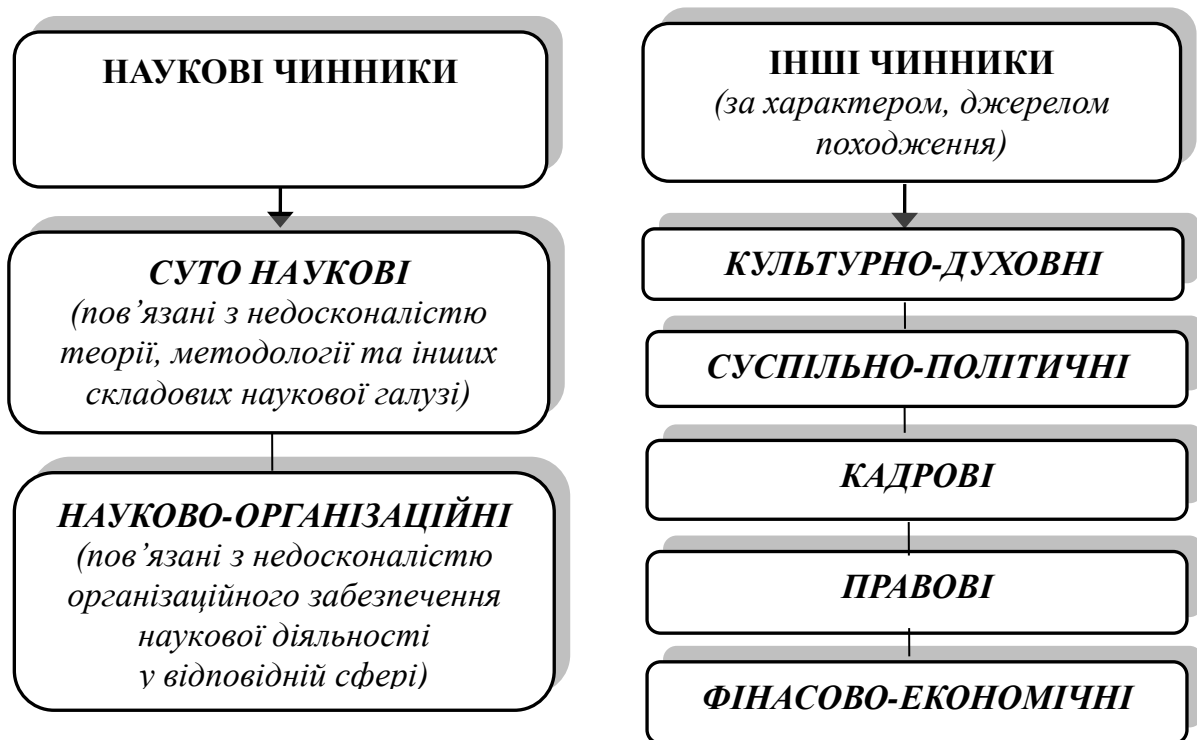 НАУКОВІ ЧИННИКИ
СУТО НАУКОВІ
(пов’язані з недосконалістю
теорії, методології та інших
складових наукової галузі)
НАУКОВО-ОРГАНІЗАЦІЙНІ
(пов’язані з недосконалістю
організаційного забезпечення
наукової діяльності
у відповідній сфері)
ІНШІ ЧИННИКИ
(за характером, джерелом
походження)
КУЛЬТУРНО-ДУХОВНІ
СУСПІЛЬНО-ПОЛІТИЧНІ
КАДРОВІ
ПРАВОВІ
ФІНАСОВО-ЕКОНОМІЧНІ